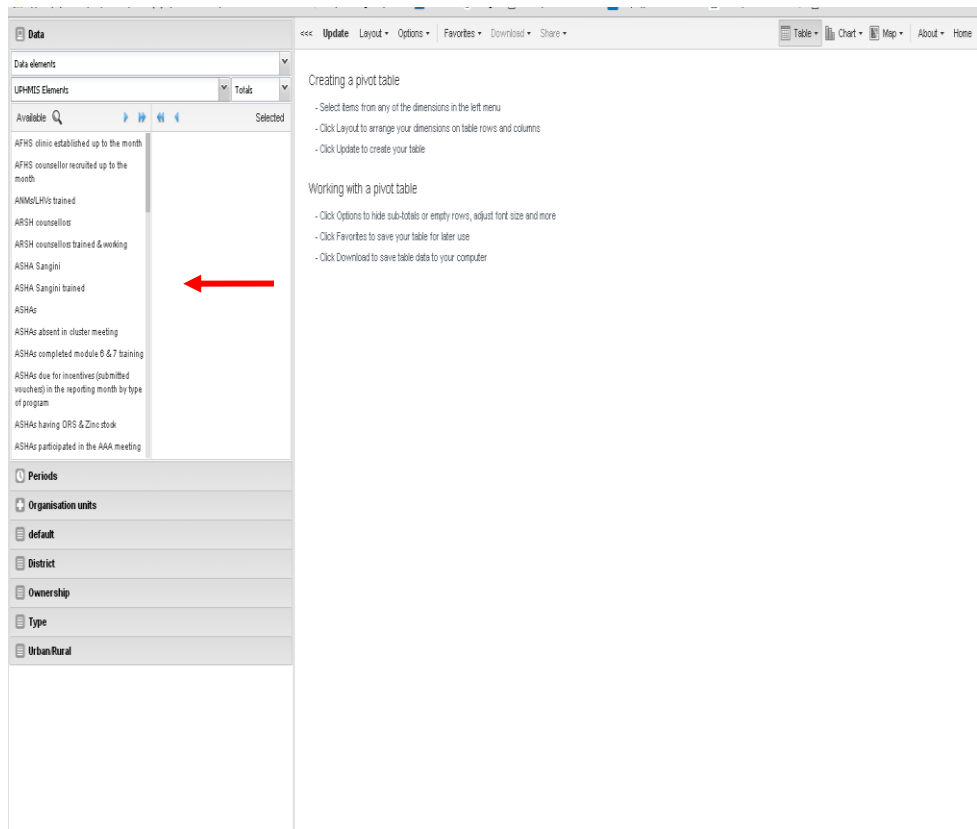 Data
<<< Update Layout Options Favorites Download Share Table Chart Map About Home
Data elements
UPHMIS Elements Totals
Available Selected
AFHS clinic established up to the month
AFHS counsellor recruited up to the
month
ANMs/LHVs trained
ARSH counsellors
ARSH counsellors trained & working
ASHA Sangini
ASHA Sangini trained
ASHAs
ASHAs absent in cluster meeting
ASHAs completed module 6 & 7 training
ASHAs due for incentives (submitted
vouchers) in the reporting month by type
of program
ASHAs having ORS & Zinc stock
ASHAs participated in the AAA meeting
Periods
Organisation units
default
District
Ownership
Type
Urban/Rural
Creating a pivot table
- Select items from any of the dimensions in the left menu
- Click Layout to arrange your dimensions on table rows and columns
- Click Update to create your table
Working with a pivot table
- Click Options to hide sub-totals or empty rows, adjust font size and more
- Click Favorites to save your table for later use
- Click Download to save table data to your computer